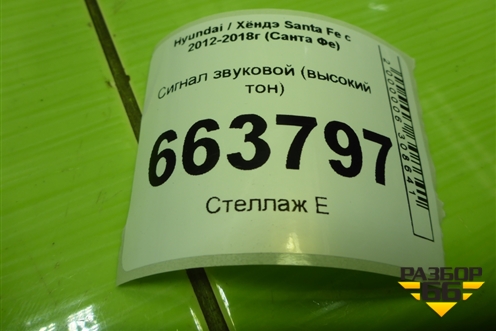 Hyundai / Хёндэ Santa Fe с
2012-2018г (Санта Фе)
Сигнал звуковой (высокий
тон)
663797
Стеллаж Е
РАЗБОР
66